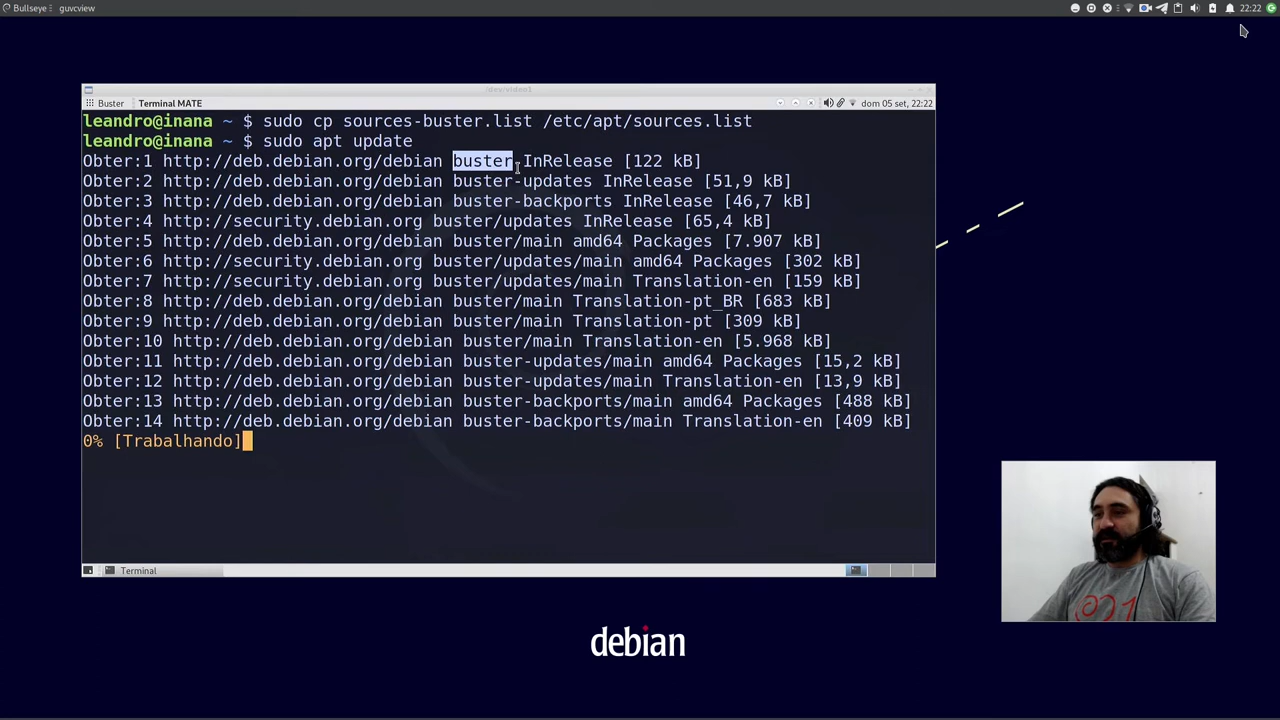 Bullseye guvcview 22:22
/dev/video1
Buster Terminal MATE dom 05 set, 22:22
leandro@inana ~ $ sudo cp sources-buster.list /etc/apt/sources.list
leandro@inana ~ $ sudo apt update
Obter:1 http://deb.debian.org/debian buster InRelease [122 kB]
Obter:2 http://deb.debian.org/debian buster-updates InRelease [51,9 kB]
Obter:3 http://deb.debian.org/debian buster-backports InRelease [46,7 kB]
Obter:4 http://security.debian.org buster/updates InRelease [65,4 kB]
Obter:5 http://deb.debian.org/debian buster/main amd64 Packages [7.907 kB]
Obter:6 http://security.debian.org buster/updates/main amd64 Packages [302 kB]
Obter:7 http://security.debian.org buster/updates/main Translation-en [159 kB]
Obter:8 http://deb.debian.org/debian buster/main Translation-pt_BR [683 kB]
Obter:9 http://deb.debian.org/debian buster/main Translation-pt [309 kB]
Obter:10 http://deb.debian.org/debian buster/main Translation-en [5.968 kB]
Obter:11 http://deb.debian.org/debian buster-updates/main amd64 Packages [15,2 kB]
Obter:12 http://deb.debian.org/debian buster-updates/main Translation-en [13,9 kB]
Obter:13 http://deb.debian.org/debian buster-backports/main amd64 Packages [488 kB]
Obter:14 http://deb.debian.org/debian buster-backports/main Translation-en [409 kB]
0% [Trabalhando]
Terminal
debian